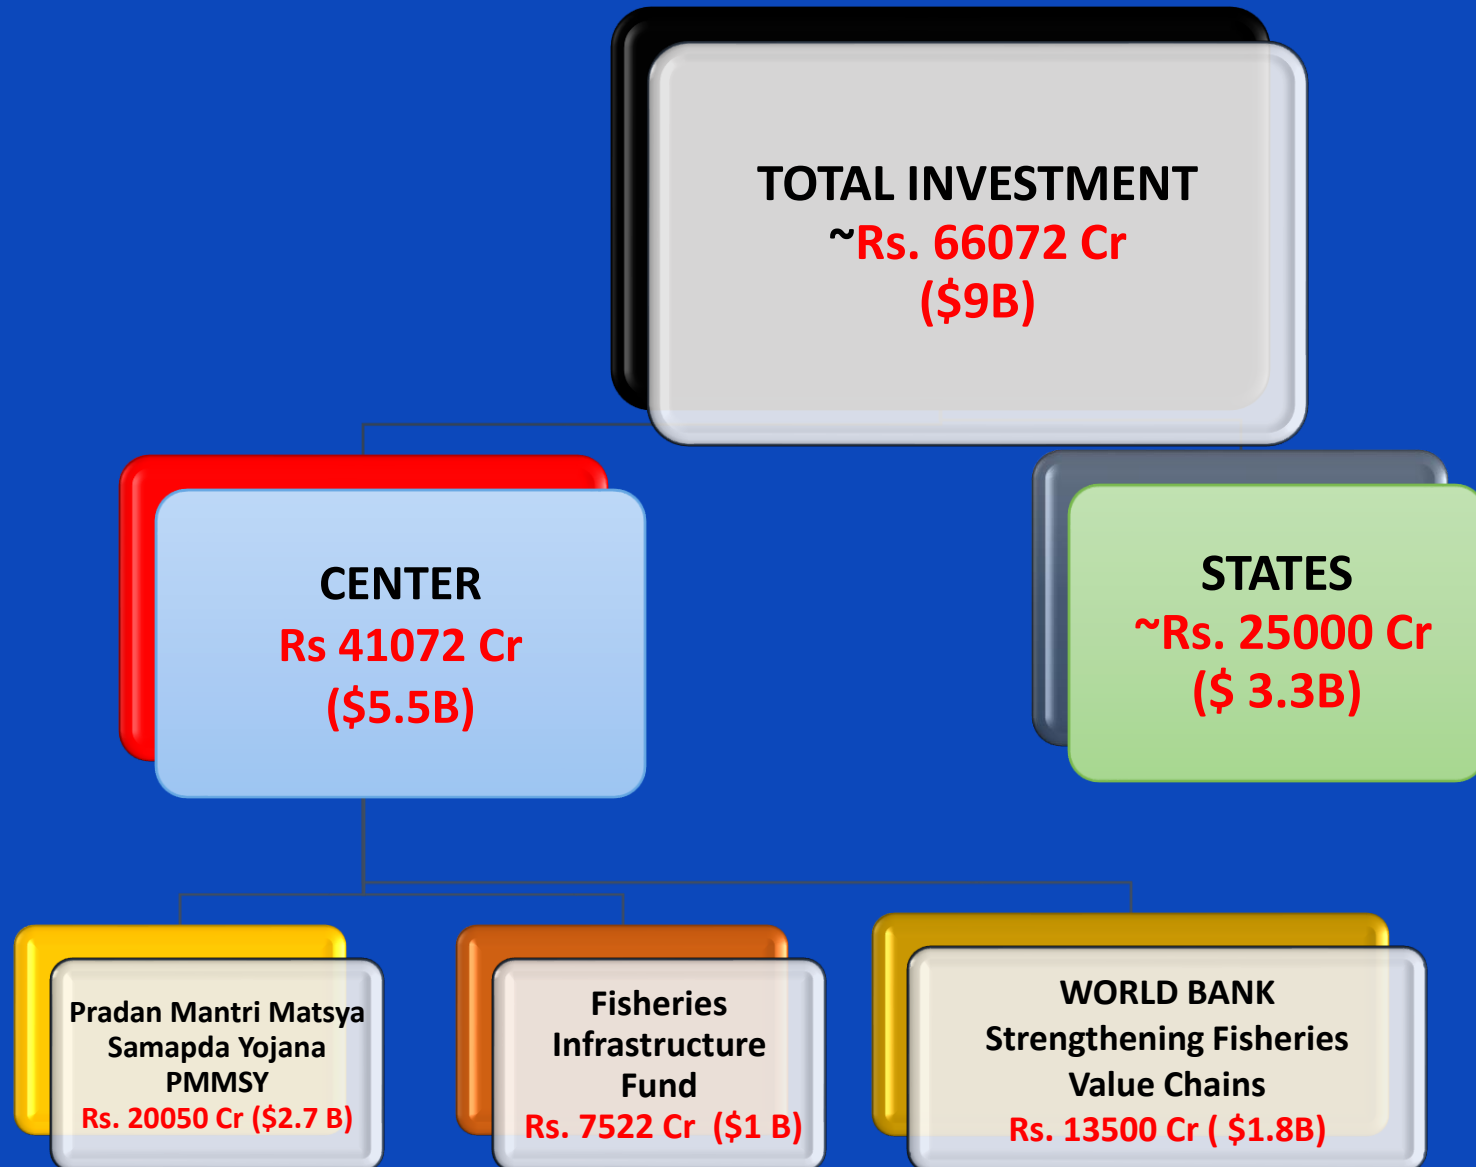 TOTAL INVESTMENT
~Rs. 66072 Cr
($9B)
CENTER
Rs 41072 Cr
($5.5B)
STATES
~Rs. 25000 Cr
($ 3.3B)
Pradan Mantri Matsya
Samapda Yojana
PMMSY
Rs. 20050 Cr ($2.7 B)
Fisheries
Infrastructure
Fund
Rs. 7522 Cr ($1 B)
WORLD BANK
Strengthening Fisheries
Value Chains
Rs. 13500 Cr ( $1.8B)